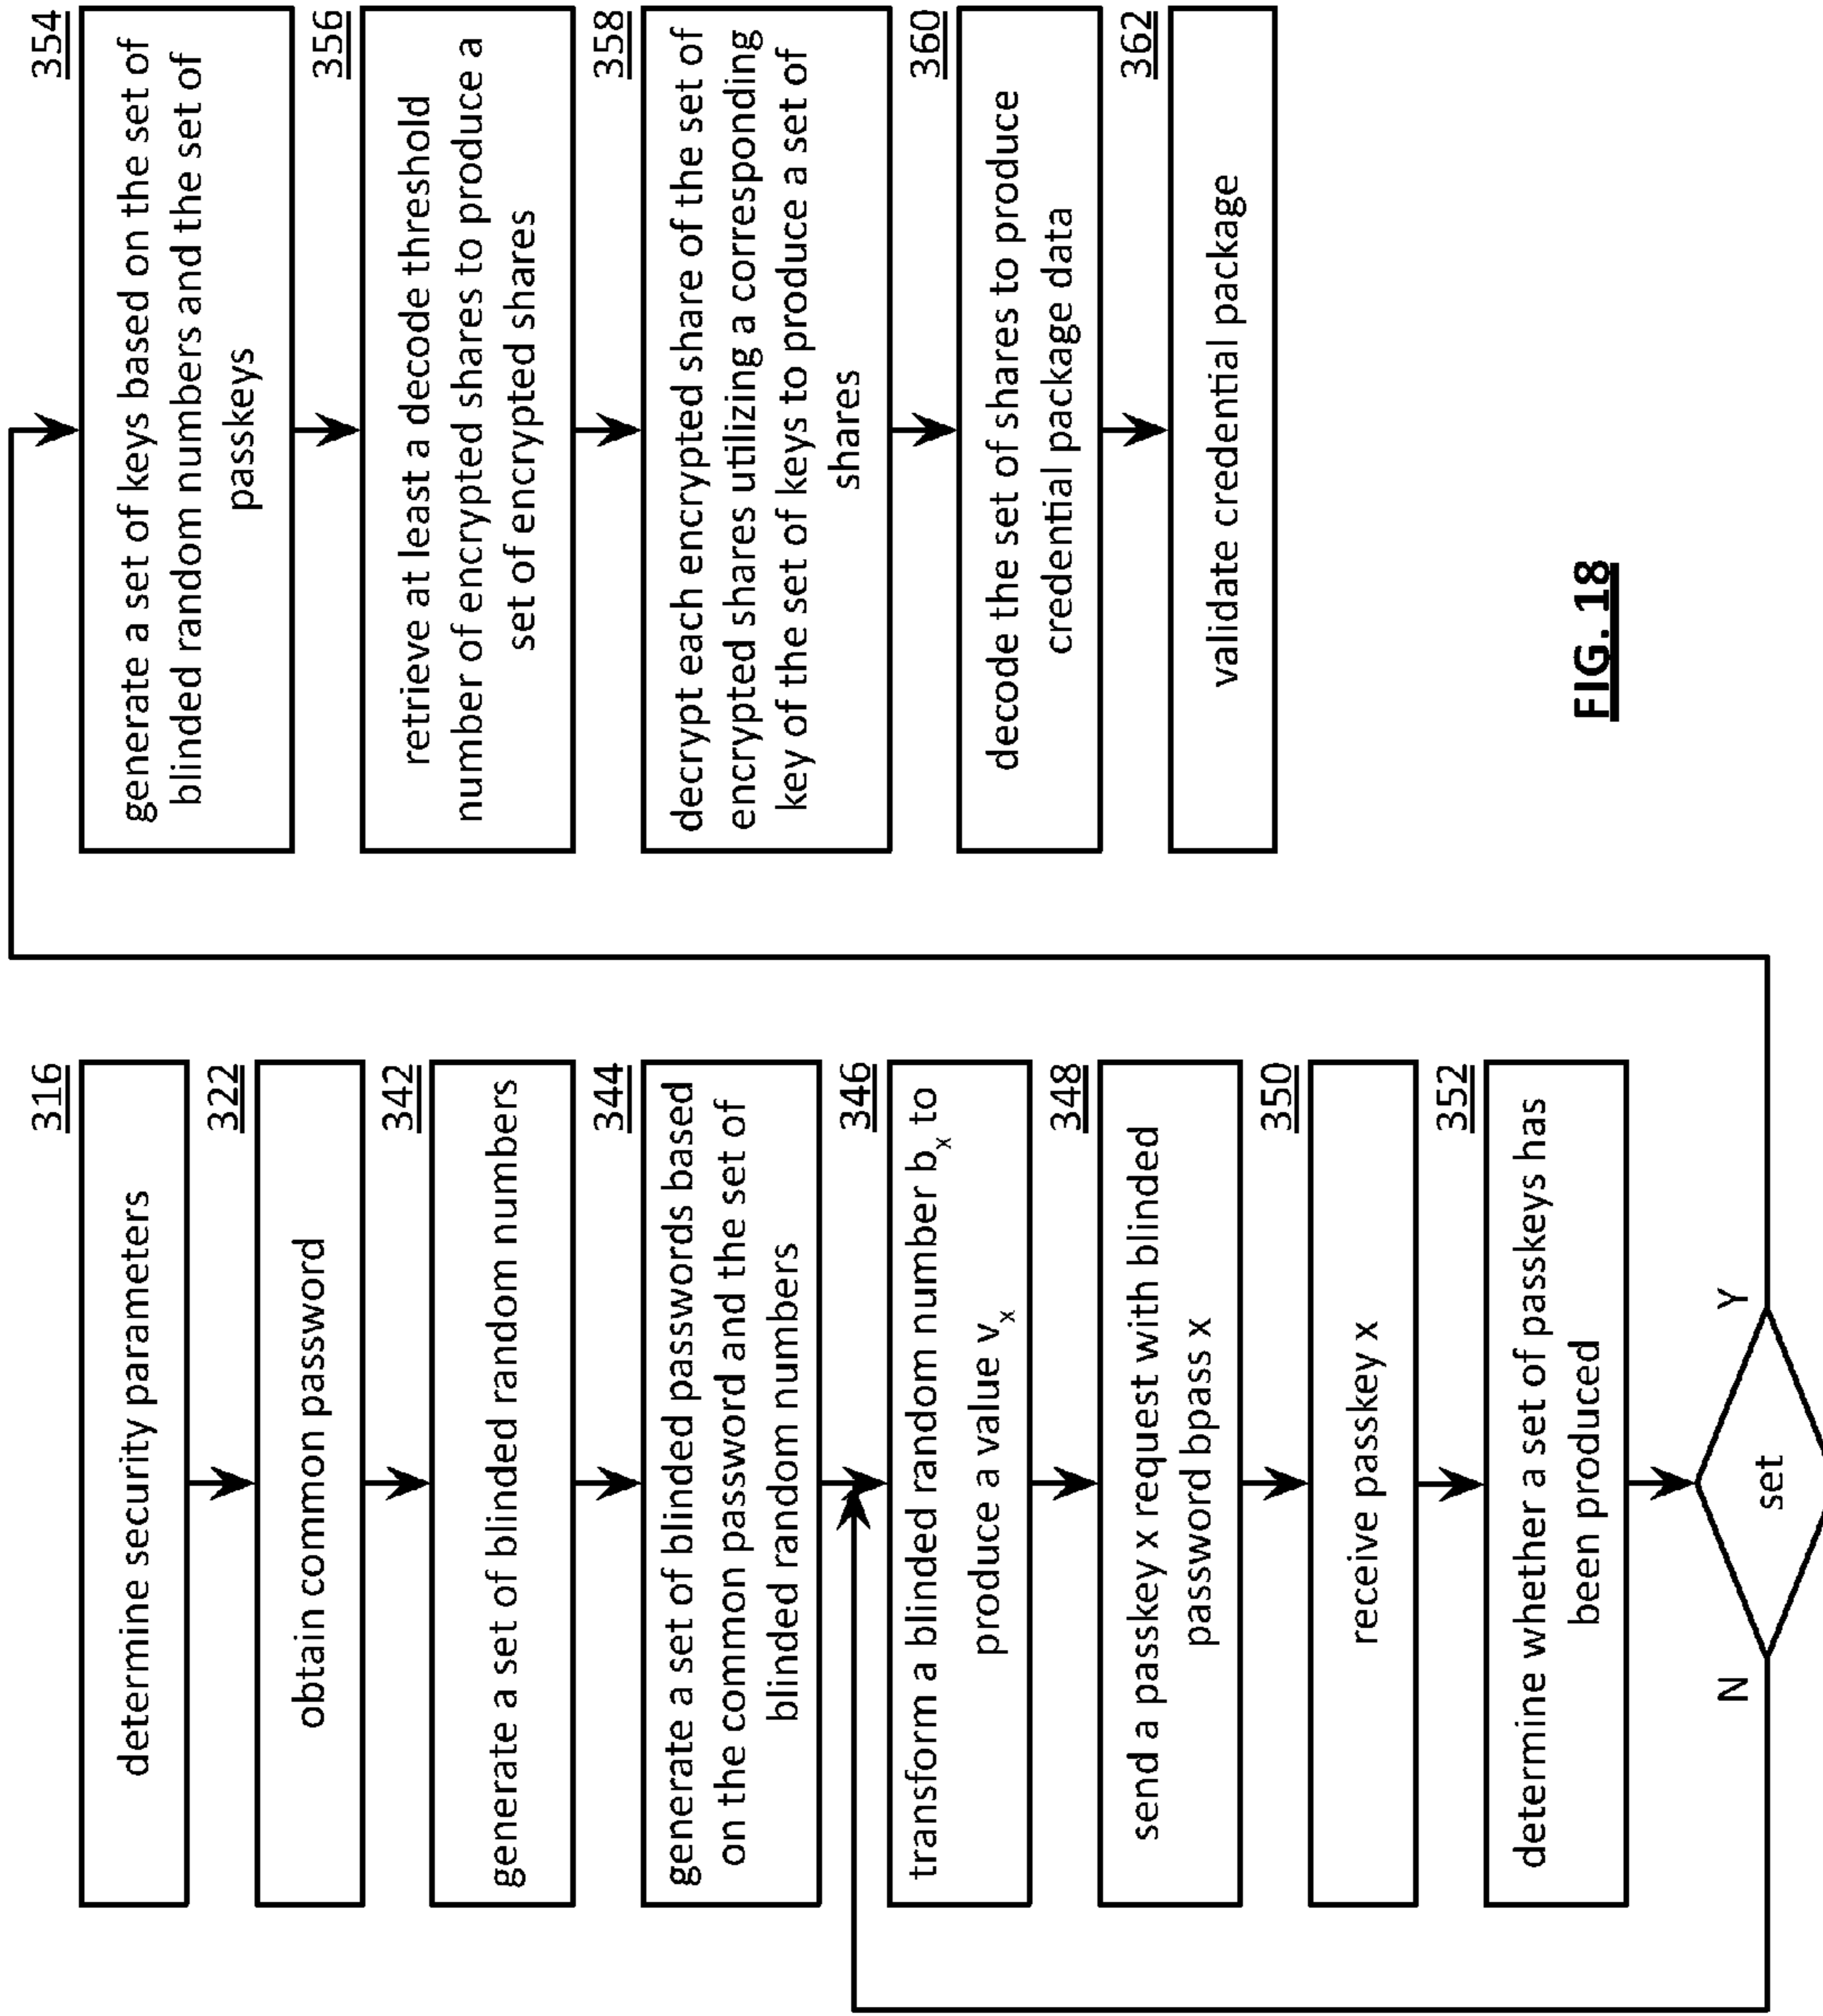 316
determine security parameters
322
obtain common password
342
generate a set of blinded random numbers
344
generate a set of blinded passwords based
on the common password and the set of
blinded random numbers
346
transform a blinded random number bₓ to
produce a value vₓ
348
send a passkey x request with blinded
password bpass x
350
receive passkey x
352
determine whether a set of passkeys has
been produced
N
set
Y
354
generate a set of keys based on the set of
blinded random numbers and the set of
passkeys
356
retrieve at least a decode threshold
number of encrypted shares to produce a
set of encrypted shares
358
decrypt each encrypted share of the set of
encrypted shares utilizing a corresponding
key of the set of keys to produce a set of
shares
360
decode the set of shares to produce
credential package data
362
validate credential package
FIG. 18